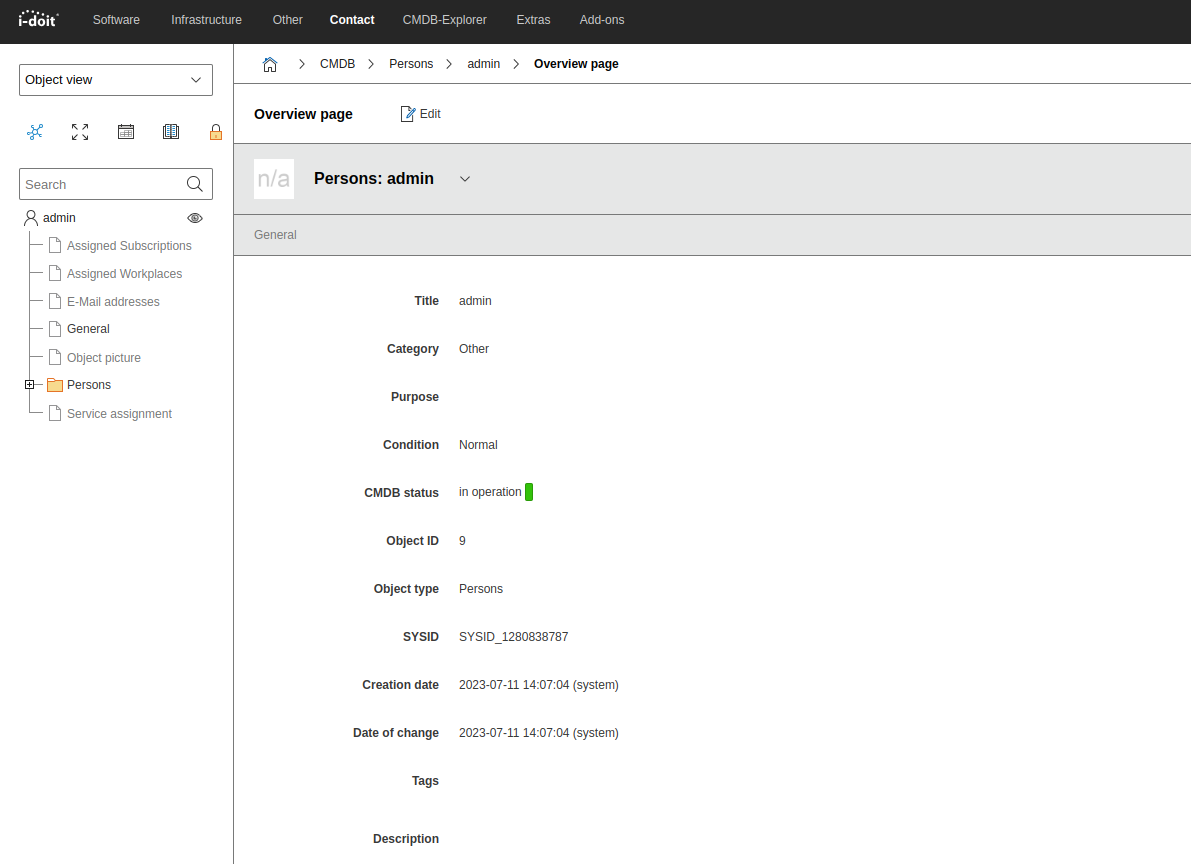 i-doit Software Infrastructure Other Contact CMDB-Explorer Extras Add-ons
Object view
CMDB Persons admin Overview page
Overview page Edit
Search
n/a Persons: admin
admin
Assigned Subscriptions
Assigned Workplaces
E-Mail addresses
General
Object picture
Persons
Service assignment
General
Title admin
Category Other
Purpose
Condition Normal
CMDB status in operation
Object ID 9
Object type Persons
SYSID SYSID_1280838787
Creation date 2023-07-11 14:07:04 (system)
Date of change 2023-07-11 14:07:04 (system)
Tags
Description